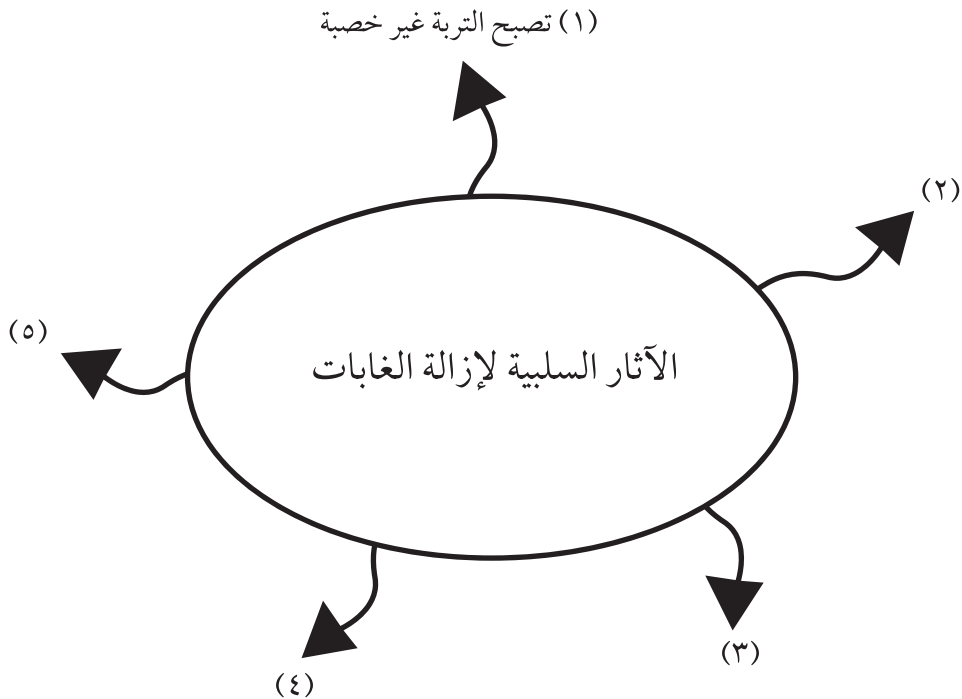 (١) تصبح التربة غير خصبة
(٢)
(٥)
الآثار السلبية لإزالة الغابات
(٣)
(٤)